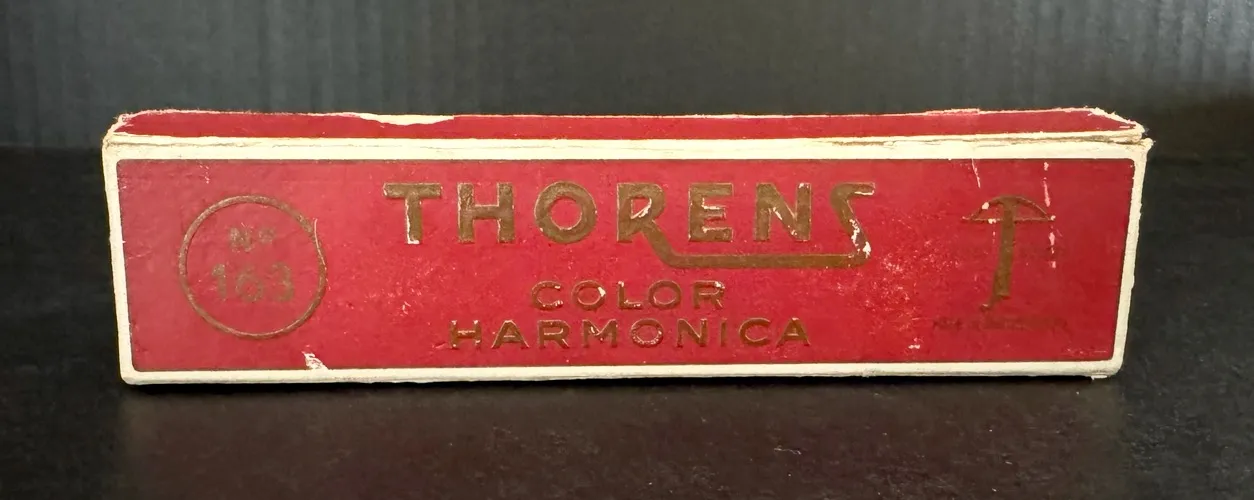 Nº
163
THORENS
COLOR
HARMONICA